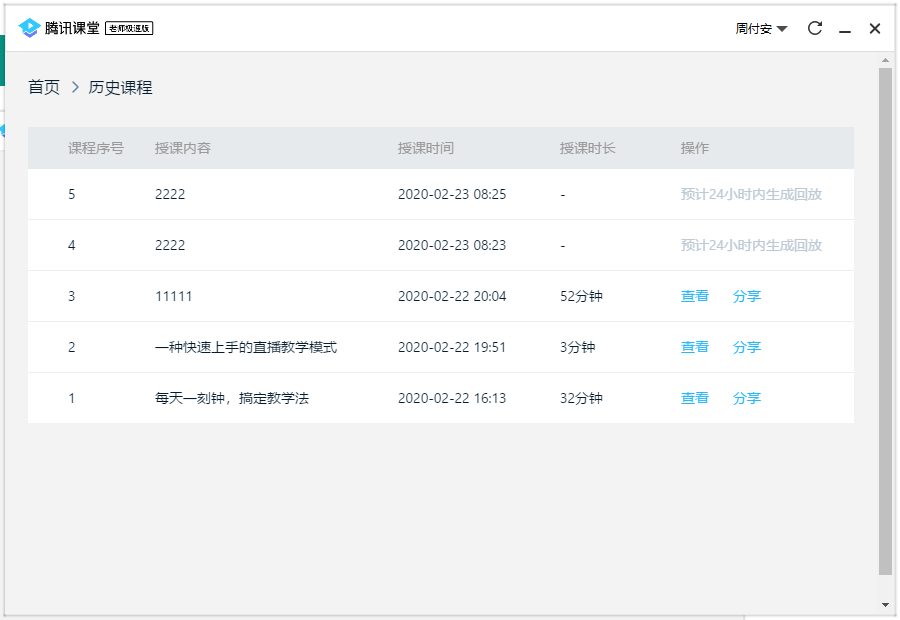 腾讯课堂 老师极速版 周付安
首页 > 历史课程
课程序号 授课内容 授课时间 授课时长 操作
5 2222 2020-02-23 08:25 - 预计24小时内生成回放
4 2222 2020-02-23 08:23 - 预计24小时内生成回放
3 11111 2020-02-22 20:04 52分钟 查看 分享
2 一种快速上手的直播教学模式 2020-02-22 19:51 3分钟 查看 分享
1 每天一刻钟，搞定教学法 2020-02-22 16:13 32分钟 查看 分享